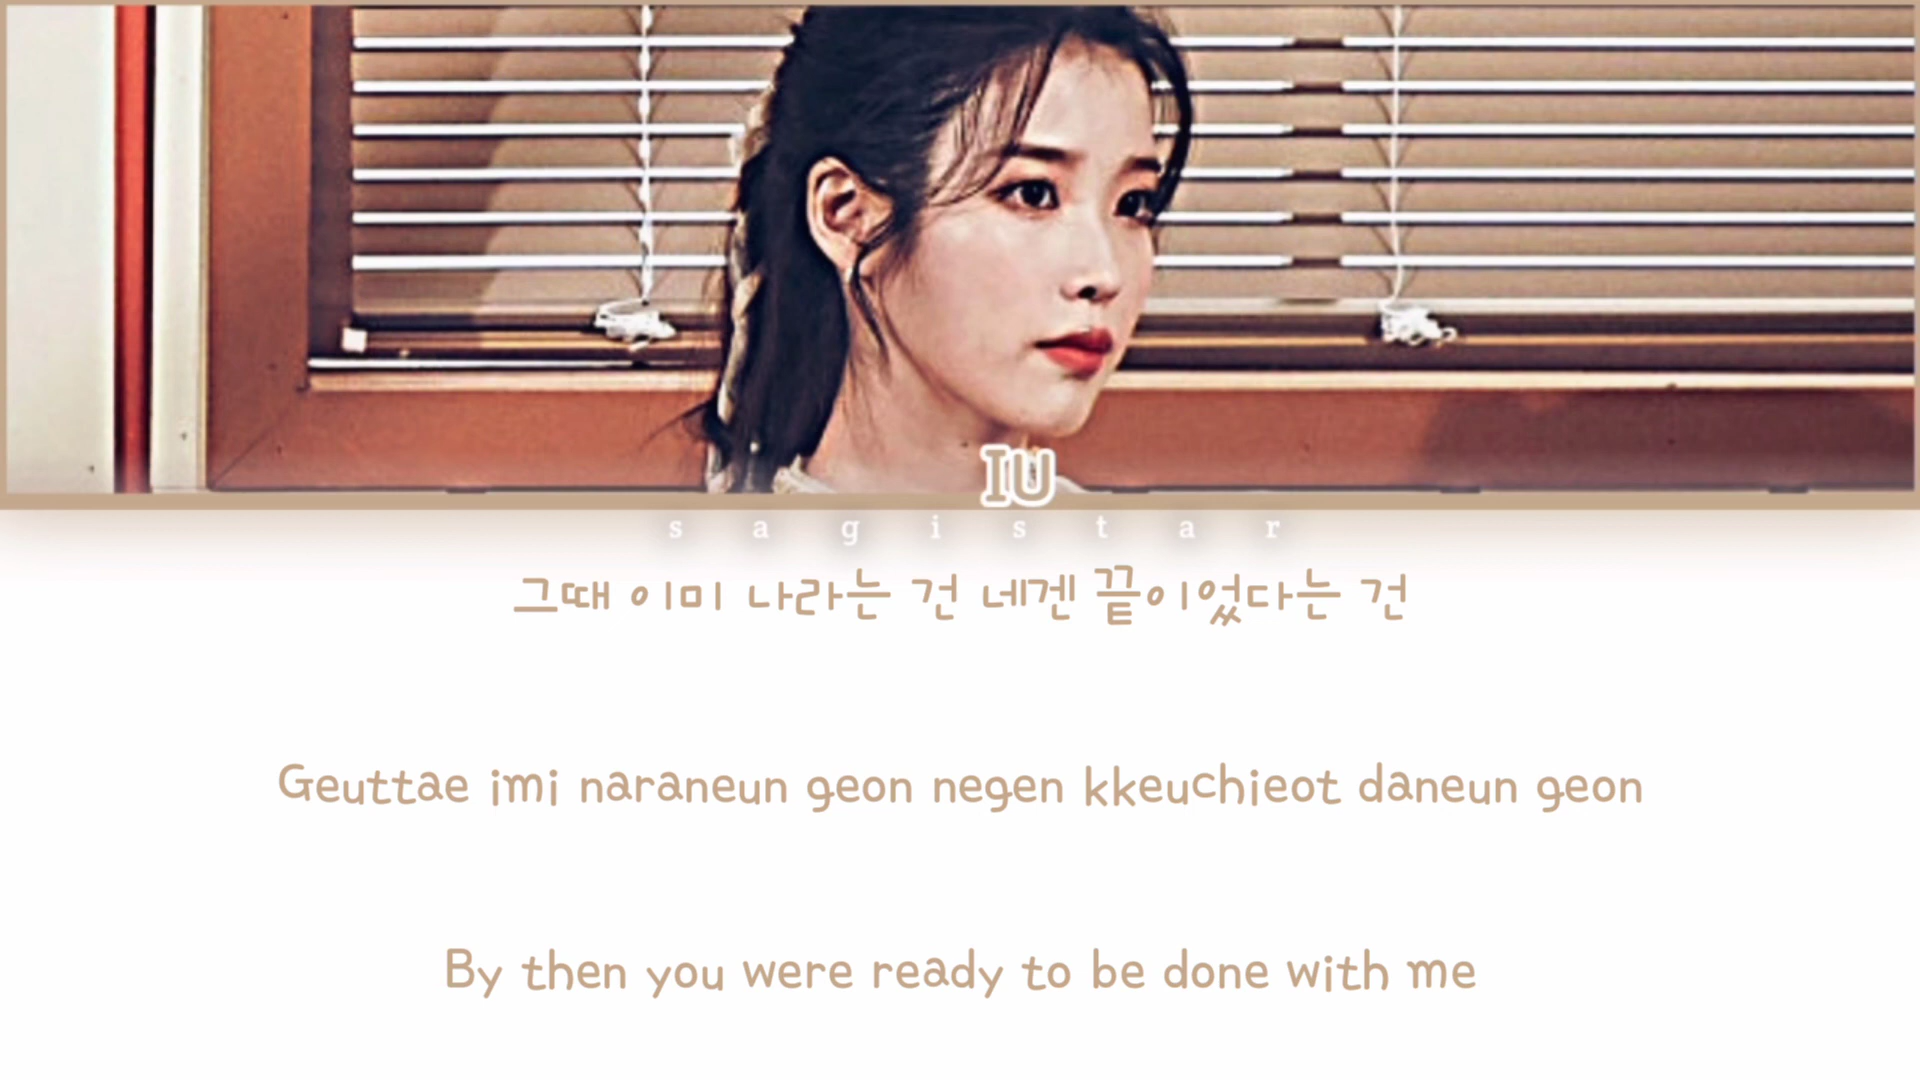 IU
sagistar
그때 이미 나라는 건 네겐 끝이었다는 건
Geuttae imi naraneun geon negen kkeuchieot daneun geon
By then you were ready to be done with me